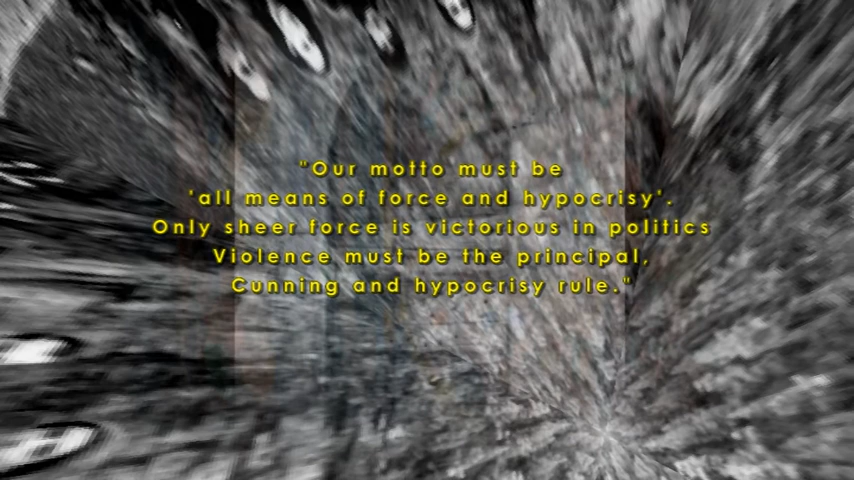 "Our motto must be
'all means of force and hypocrisy'.
Only sheer force is victorious in politics
Violence must be the principal,
Cunning and hypocrisy rule."